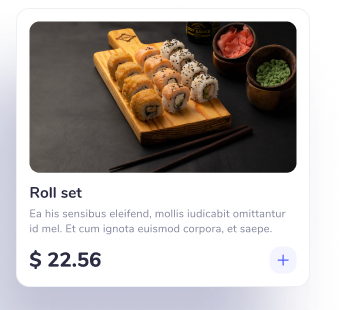 Roll set
Ea his sensibus eleifend, mollis iudicabit omittantur
id mel. Et cum ignota euismod corpora, et saepe.
$ 22.56